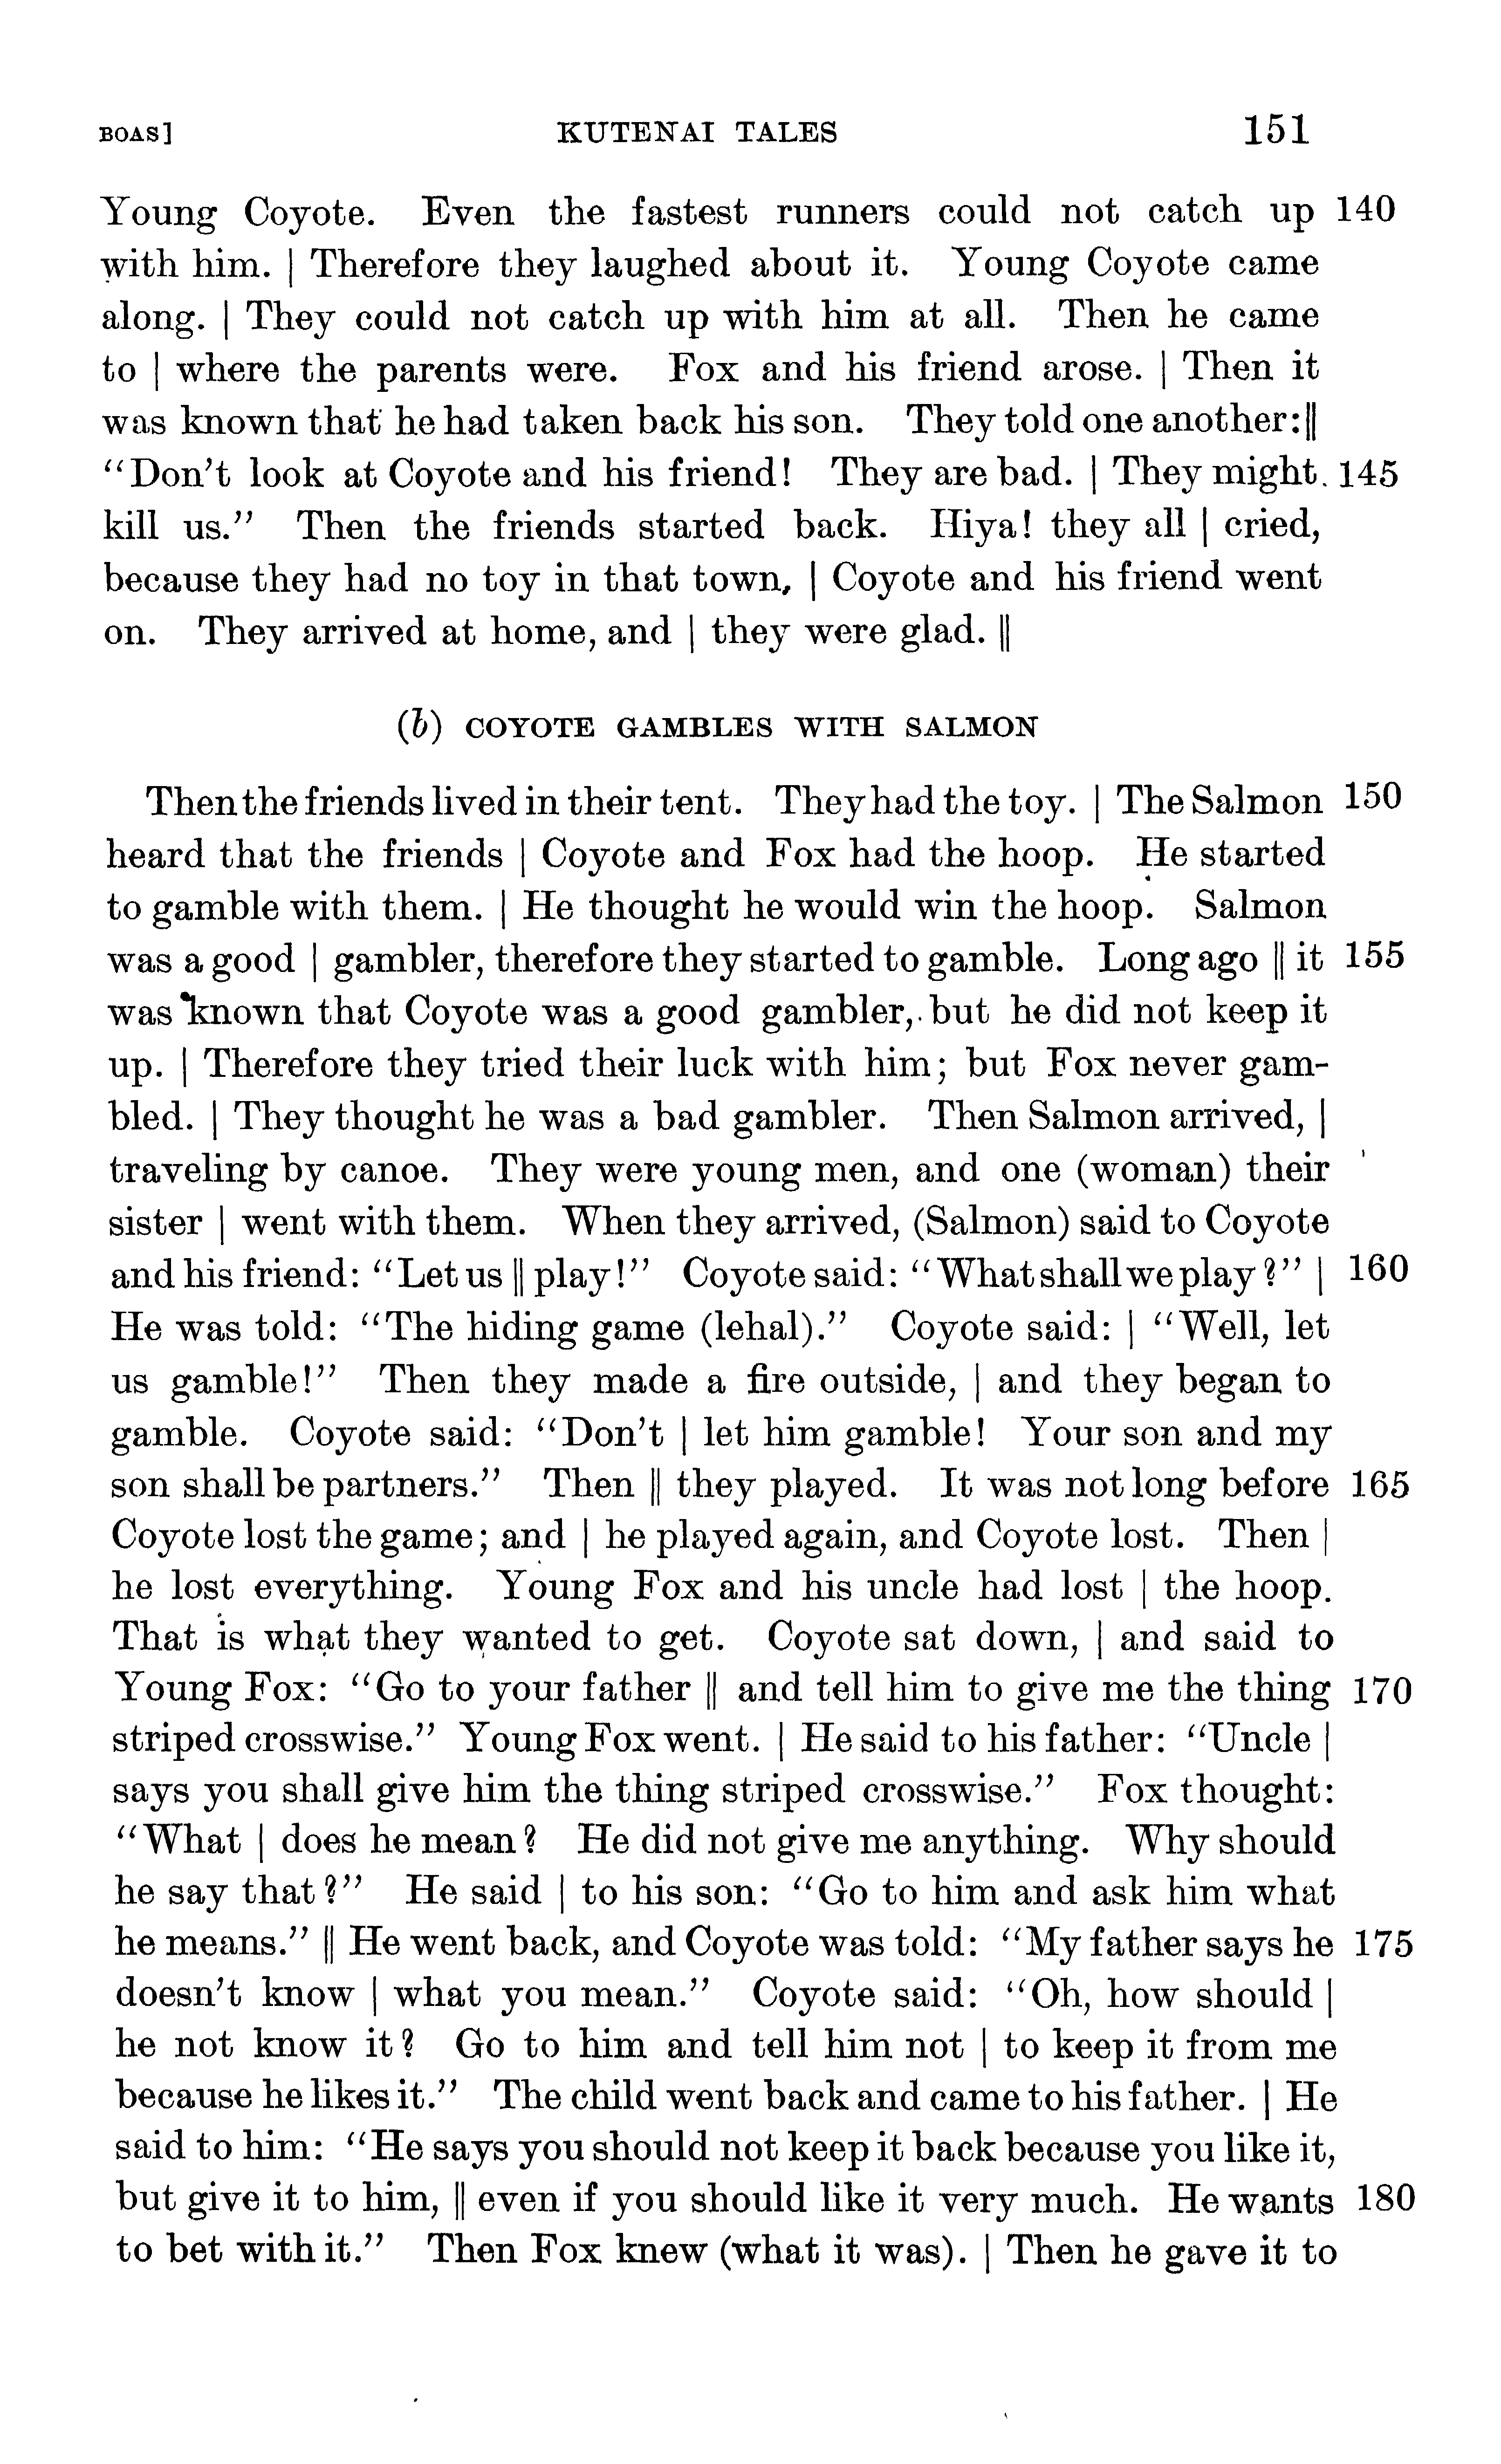 BOAS] KUTENAI TALES 151
Young Coyote. Even the fastest runners could not catch up 140
with him. | Therefore they laughed about it. Young Coyote came
along. | They could not catch up with him at all. Then he came
to | where the parents were. Fox and his friend arose. | Then it
was known that he had taken back his son. They told one another: ||
“Don’t look at Coyote and his friend! They are bad. | They might 145
kill us.” Then the friends started back. Hiya! they all | cried,
because they had no toy in that town, | Coyote and his friend went
on. They arrived at home, and | they were glad. ||
(b) COYOTE GAMBLES WITH SALMON
Then the friends lived in their tent. They had the toy. | The Salmon 150
heard that the friends | Coyote and Fox had the hoop. He started
to gamble with them. | He thought he would win the hoop. Salmon
was a good | gambler, therefore they started to gamble. Long ago || it 155
was known that Coyote was a good gambler, but he did not keep it
up. | Therefore they tried their luck with him; but Fox never gam-
bled. | They thought he was a bad gambler. Then Salmon arrived, |
traveling by canoe. They were young men, and one (woman) their
sister | went with them. When they arrived, (Salmon) said to Coyote
and his friend: “Let us || play!” Coyote said: “What shall we play?” | 160
He was told: “The hiding game (lehal).” Coyote said: | “Well, let
us gamble!” Then they made a fire outside, | and they began to
gamble. Coyote said: “Don’t | let him gamble! Your son and my
son shall be partners.” Then || they played. It was not long before 165
Coyote lost the game; and | he played again, and Coyote lost. Then |
he lost everything. Young Fox and his uncle had lost | the hoop.
That is what they wanted to get. Coyote sat down, | and said to
Young Fox: “Go to your father || and tell him to give me the thing 170
striped crosswise.” Young Fox went. | He said to his father: “Uncle |
says you shall give him the thing striped crosswise.” Fox thought:
“What | does he mean? He did not give me anything. Why should
he say that?” He said | to his son: “Go to him and ask him what
he means.” || He went back, and Coyote was told: “My father says he 175
doesn’t know | what you mean.” Coyote said: “Oh, how should |
he not know it? Go to him and tell him not | to keep it from me
because he likes it.” The child went back and came to his father. | He
said to him: “He says you should not keep it back because you like it,
but give it to him, || even if you should like it very much. He wants 180
to bet with it.” Then Fox knew (what it was). | Then he gave it to